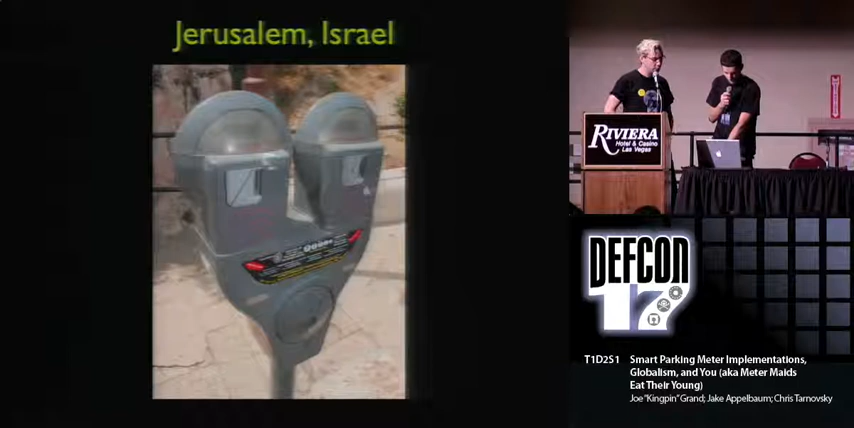 Jerusalem, Israel
RIVIERA
Hotel & Casino
Las Vegas
DEFCON
17
T1D2S1 Smart Parking Meter Implementations,
Globalism, and You (aka Meter Maids
Eat Their Young)
Joe "Kingpin" Grand; Jake Appelbaum; Chris Tarnovsky